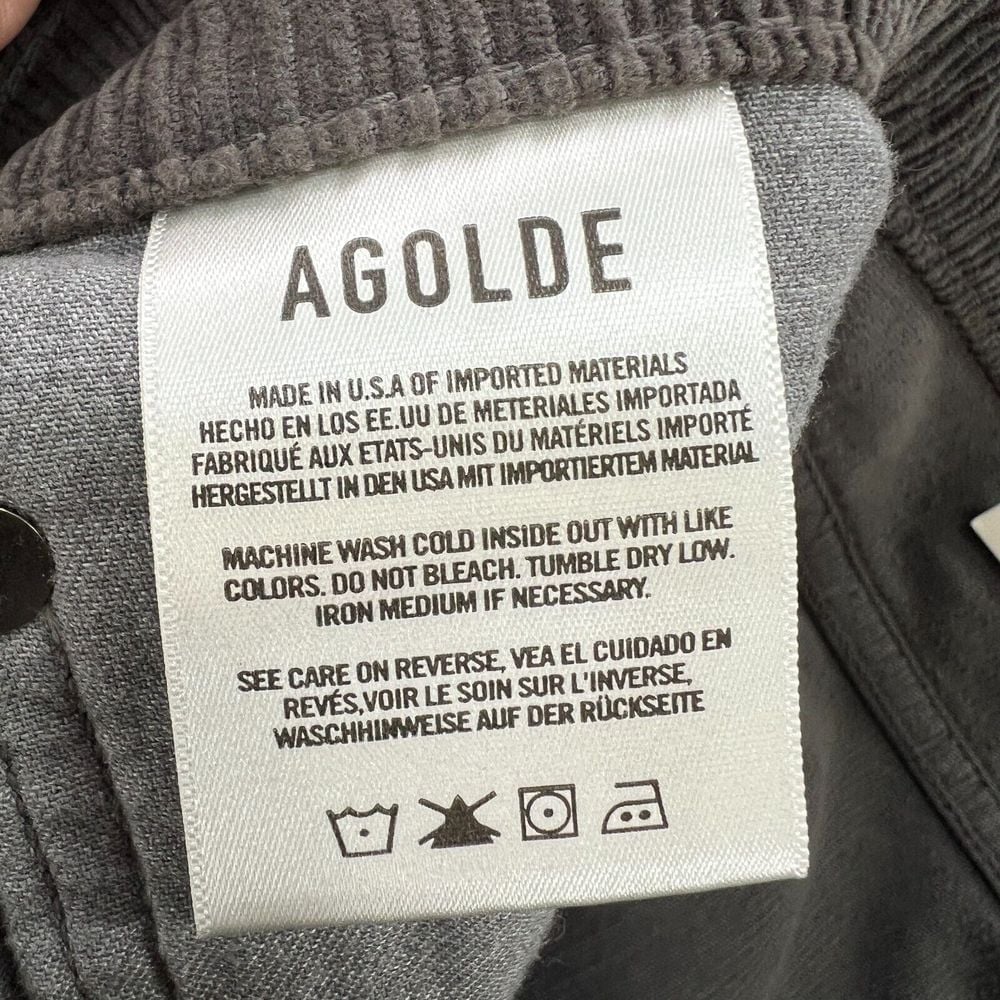 AGOLDE
MADE IN U.S.A OF IMPORTED MATERIALS
HECHO EN LOS EE.UU DE METERIALES IMPORTADA
FABRIQUÉ AUX ETATS-UNIS DU MATÉRIELS IMPORTÉ
HERGESTELLT IN DEN USA MIT IMPORTIERTEM MATERIAL
MACHINE WASH COLD INSIDE OUT WITH LIKE
COLORS. DO NOT BLEACH. TUMBLE DRY LOW.
IRON MEDIUM IF NECESSARY.
SEE CARE ON REVERSE, VEA EL CUIDADO EN
REVÉS,VOIR LE SOIN SUR L'INVERSE,
WASCHHINWEISE AUF DER RÜCKSEITE